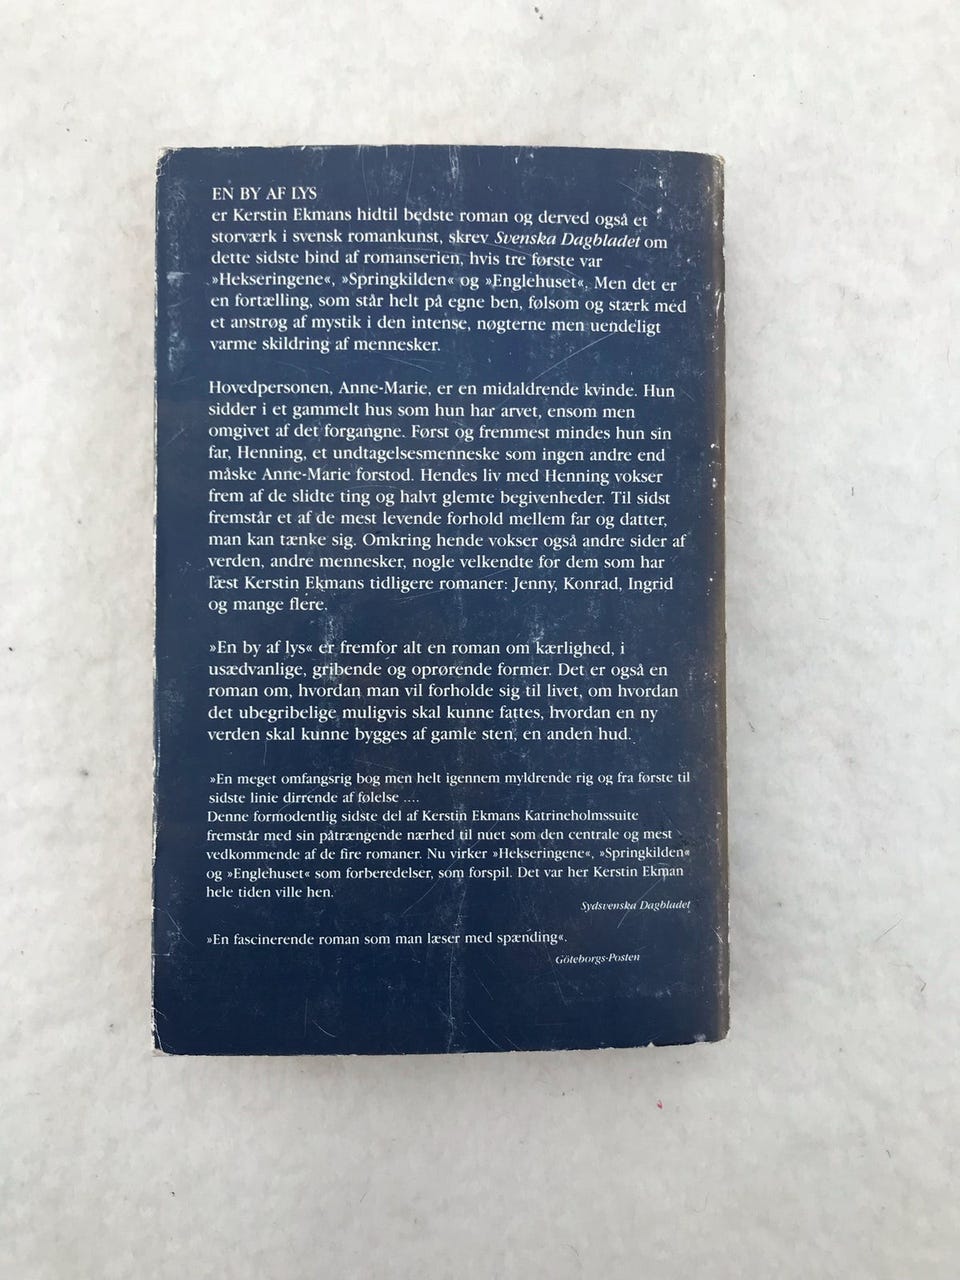 EN BY AF LYS
er Kerstin Ekmans hidtil bedste roman og derved også et
storværk i svensk romankunst, skrev Svenska Dagbladet om
dette sidste bind af romanserien, hvis tre første var
»Hekseringene«, »Springkilden« og »Englehuset«. Men det er
en fortælling, som står helt på egne ben, følsom og stærk med
et anstrøg af mystik i den intense, nøgterne men uendeligt
varme skildring af mennesker.
Hovedpersonen, Anne-Marie, er en midaldrende kvinde. Hun
sidder i et gammelt hus som hun har arvet, ensom men
omgivet af det forgangne. Først og fremmest mindes hun sin
far, Henning, et undtagelsesmenneske som ingen andre end
måske Anne-Marie forstod. Hendes liv med Henning vokser
frem af de slidte ting og halvt glemte begivenheder. Til sidst
fremstår et af de mest levende forhold mellem far og datter,
man kan tænke sig. Omkring hende vokser også andre sider af
verden, andre mennesker, nogle velkendte for dem som har
læst Kerstin Ekmans tidligere romaner: Jenny, Konrad, Ingrid
og mange flere.
»En by af lys« er fremfor alt en roman om kærlighed, i
usædvanlige, gribende og oprørende former. Det er også en
roman om, hvordan man vil forholde sig til livet, om hvordan
det ubegribelige muligvis skal kunne fattes, hvordan en ny
verden skal kunne bygges af gamle sten, en anden hud.
»En meget omfangsrig bog men helt igennem myldrende rig og fra første til
sidste linie dirrende af følelse ....
Denne formodentlig sidste del af Kerstin Ekmans Katrineholmssuite
fremstår med sin påtrængende nærhed til nuet som den centrale og mest
vedkommende af de fire romaner. Nu virker »Hekseringene«, »Springkilden«
og »Englehuset« som forberedelser, som forspil. Det var her Kerstin Ekman
hele tiden ville hen.
Sydsvenska Dagbladet
»En fascinerende roman som man læser med spænding«.
Göteborgs-Posten